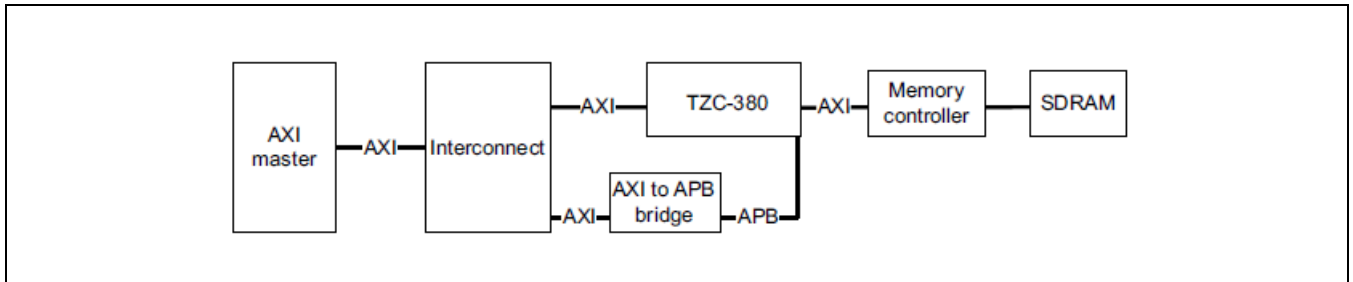 AXI
master
AXI
Interconnect
AXI
TZC-380
AXI
Memory
controller
SDRAM
AXI
AXI to APB
bridge
APB